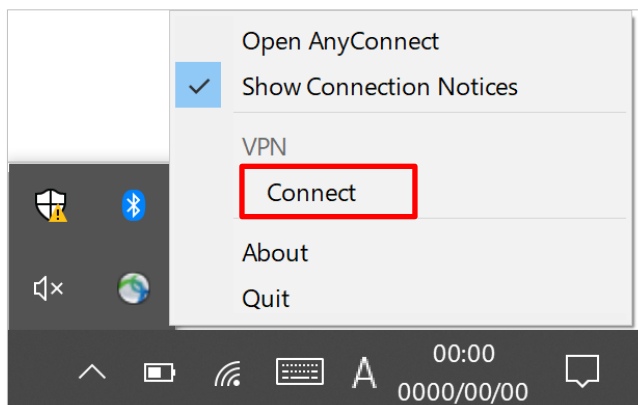 Open AnyConnect
Show Connection Notices
VPN
Connect
About
Quit
A
00:00
0000/00/00